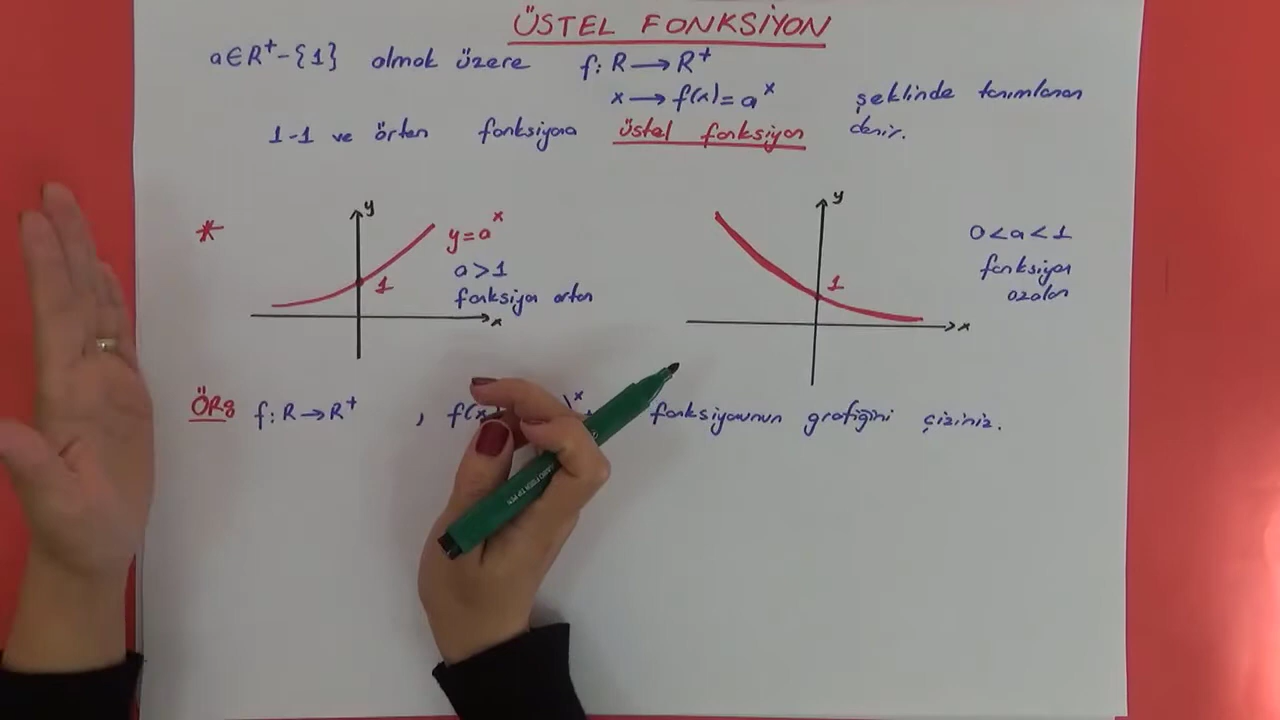 ÜSTEL FONKSİYON
a∈R⁺-{1} olmak üzere f: R→R⁺
x→f(x)=aˣ şeklinde tanımlanan
1-1 ve örten fonksiyona üstel fonksiyon denir.
*
y
y=aˣ
a>1
fonksiyon artan
1
x
y
1
x
0<a<1
fonksiyon
azalan
ÖRG f: R→R⁺ , f(x) fonksiyonunun grafiğini çiziniz.